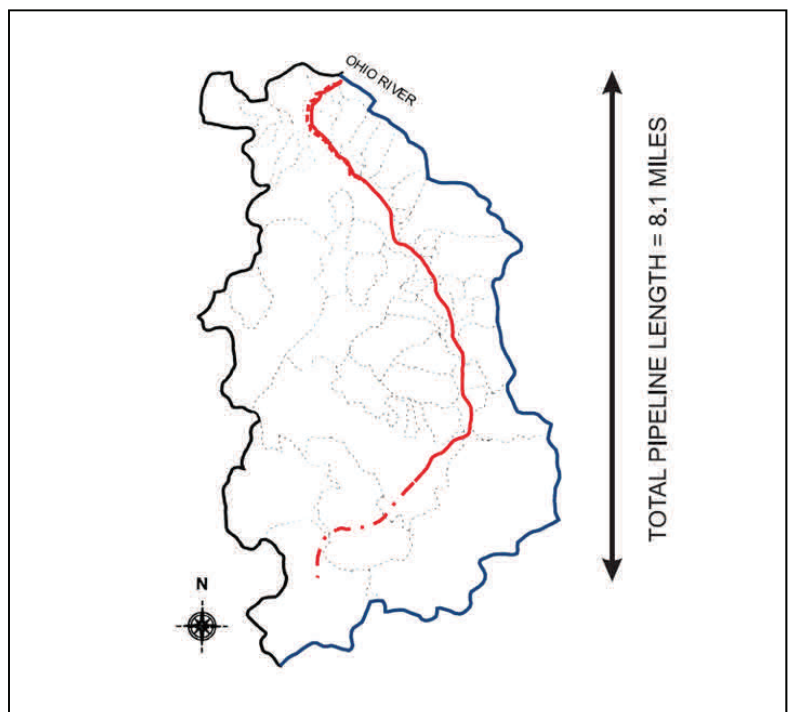 OHIO RIVER
TOTAL PIPELINE LENGTH = 8.1 MILES
N